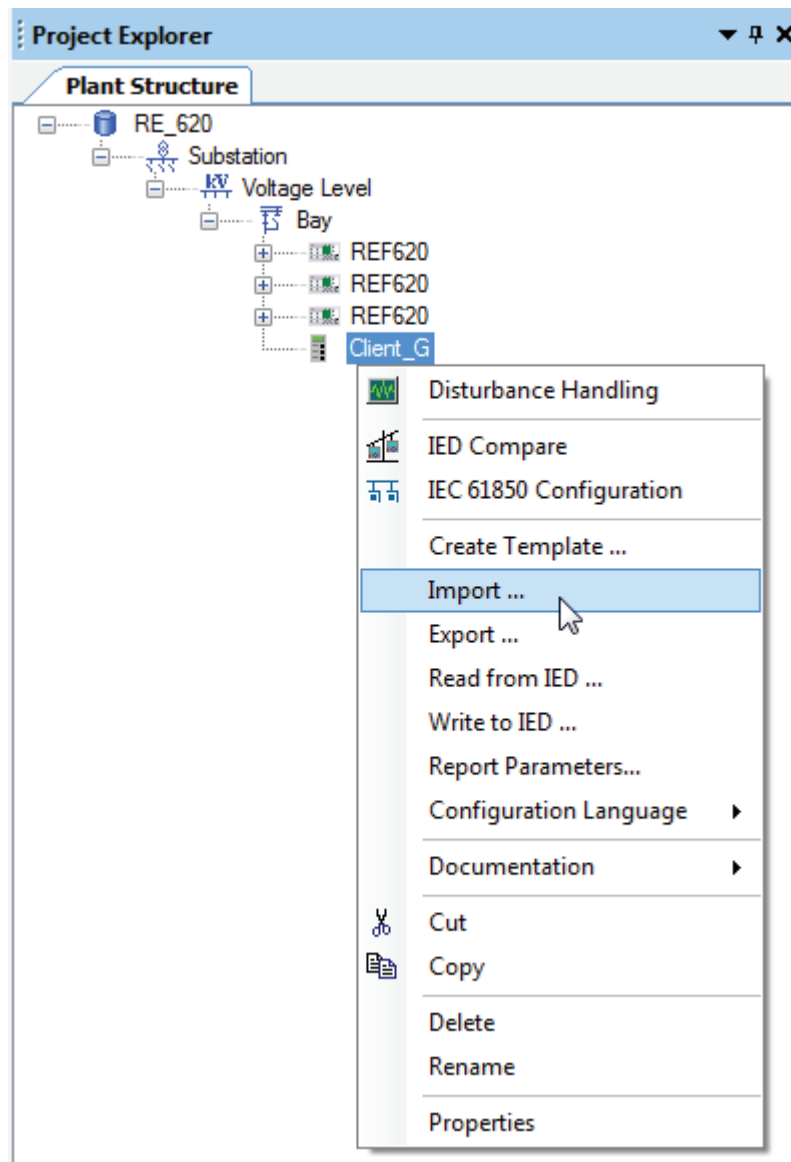 Project Explorer
Plant Structure
RE_620
Substation
kV Voltage Level
Bay
REF620
REF620
REF620
Client_G
Disturbance Handling
IED Compare
IEC 61850 Configuration
Create Template ...
Import ...
Export ...
Read from IED ...
Write to IED ...
Report Parameters...
Configuration Language
Documentation
Cut
Copy
Delete
Rename
Properties